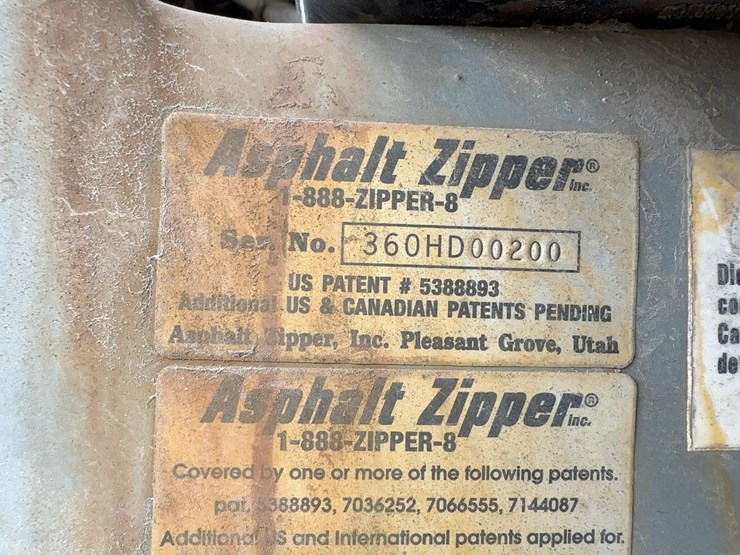 Asphalt Zipper® Inc.
1-888-ZIPPER-8
Ser. No. 360HD00200
US PATENT # 5388893
Additional US & CANADIAN PATENTS PENDING
Asphalt Zipper, Inc. Pleasant Grove, Utah
Asphalt Zipper® Inc.
1-888-ZIPPER-8
Covered by one or more of the following patents.
pat. 5388893, 7036252, 7066555, 7144087
Additional US and International patents applied for.